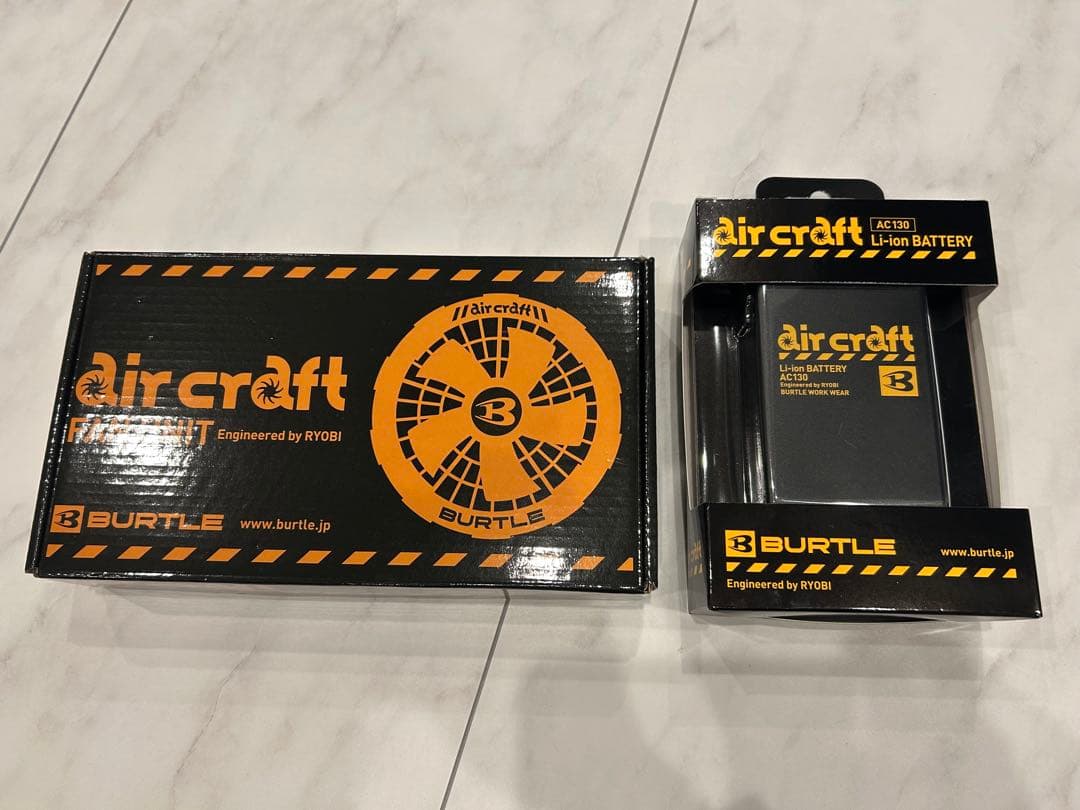 air craft
FAN UNIT Engineered by RYOBI
BURTLE www.burtle.jp
air craft
B
BURTLE
air craft AC130
Li-ion BATTERY
air craft
Li-ion BATTERY
AC130
Engineered by RYOBI
BURTLE WORK WEAR
B
BURTLE www.burtle.jp
Engineered by RYOBI